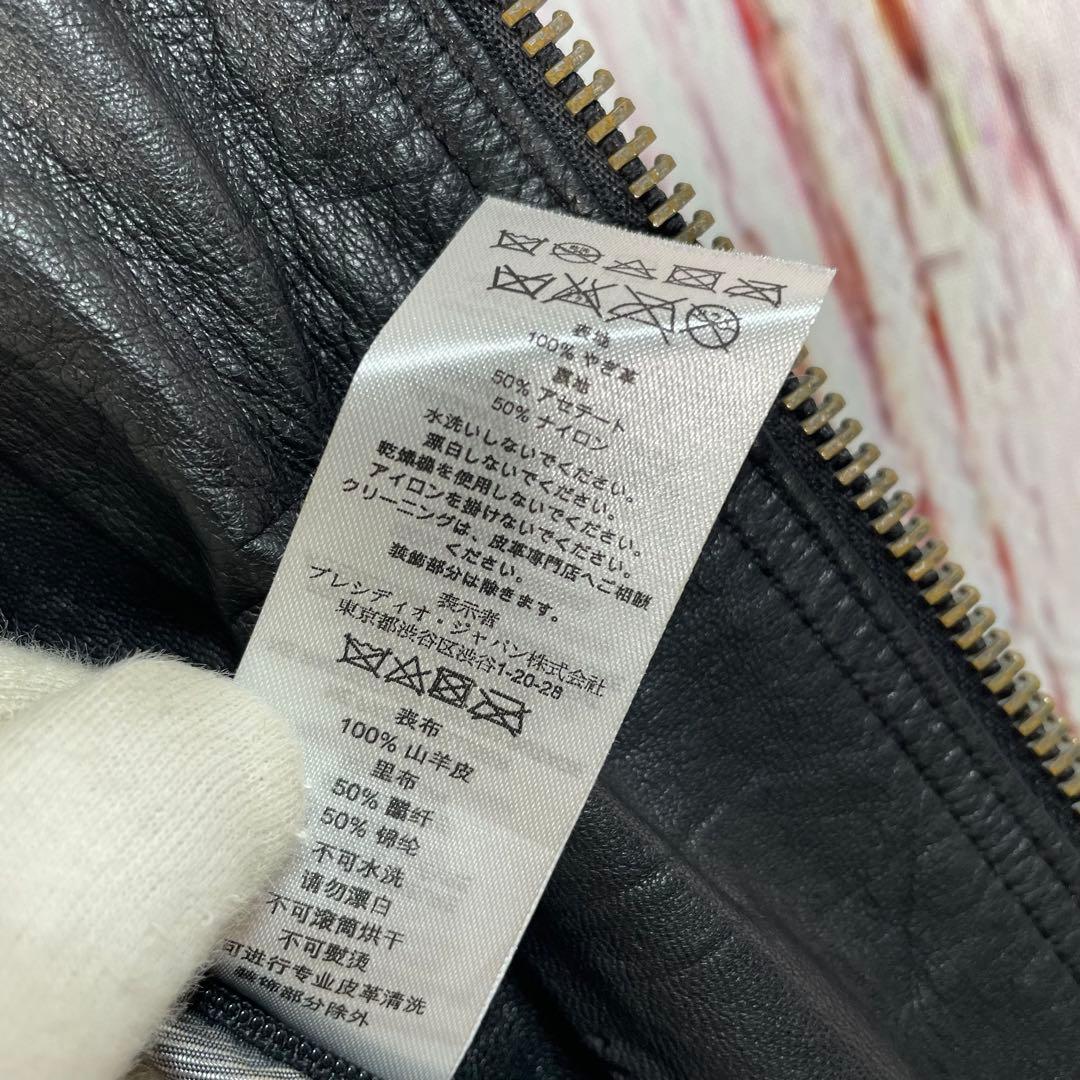 表地
100% やぎ革
裏地
50% アセテート
50% ナイロン
水洗いしないでください。
漂白しないでください。
乾燥機を使用しないでください。
アイロンを掛けないでください。
クリーニングは、皮革専門店へご相談
ください。
装飾部分は除きます。
表示者
プレシディオ・ジャパン株式会社
東京都渋谷区渋谷1-20-28
表布
100% 山羊皮
里布
50% 醋纤
50% 锦纶
不可水洗
请勿漂白
不可滚筒烘干
不可熨烫
可进行专业皮革清洗
装饰部分除外